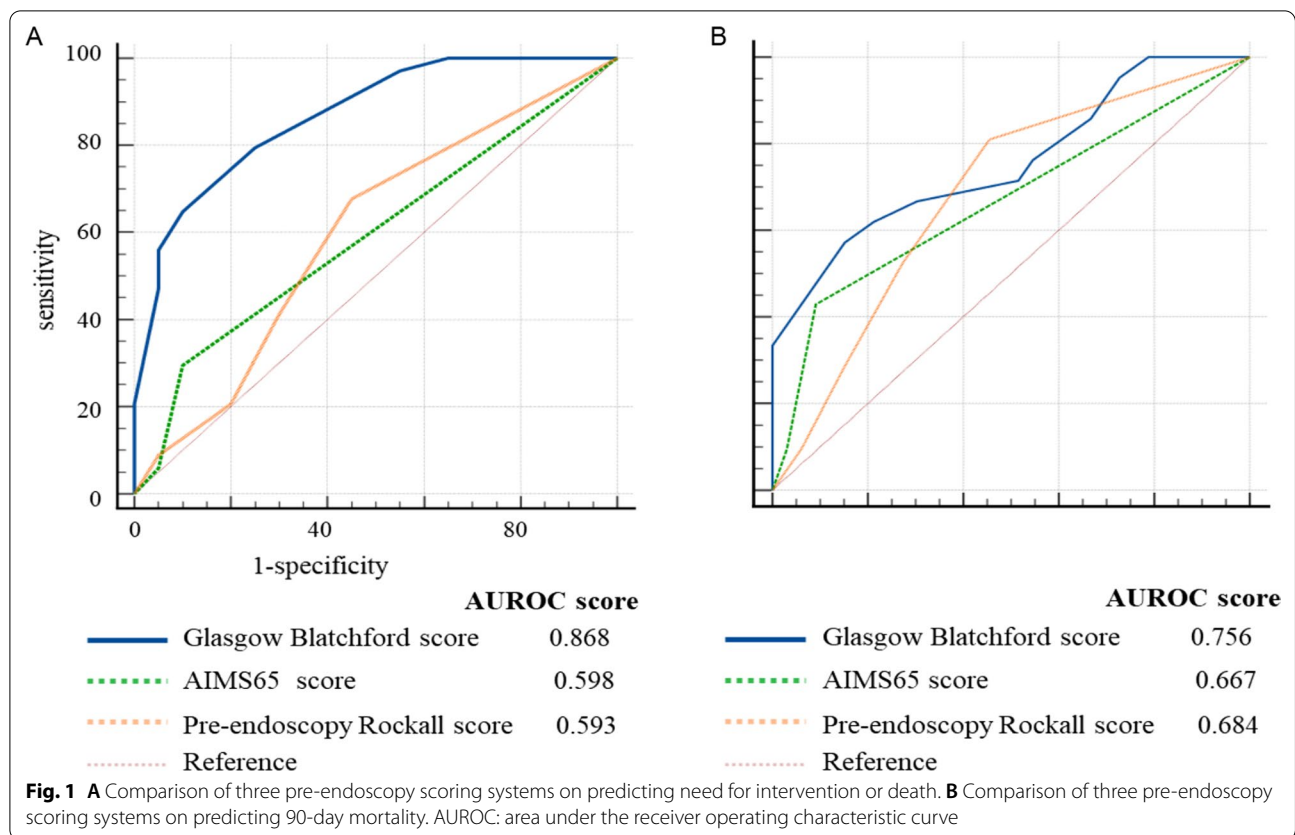 A
B
100
80
60
40
20
0
sensitivity
0 40 80
1-specificity
AUROC score
Glasgow Blatchford score 0.868
AIMS65 score 0.598
Pre-endoscopy Rockall score 0.593
Reference
AUROC score
Glasgow Blatchford score 0.756
AIMS65 score 0.667
Pre-endoscopy Rockall score 0.684
Reference
Fig. 1 A Comparison of three pre-endoscopy scoring systems on predicting need for intervention or death. B Comparison of three pre-endoscopy
scoring systems on predicting 90-day mortality. AUROC: area under the receiver operating characteristic curve